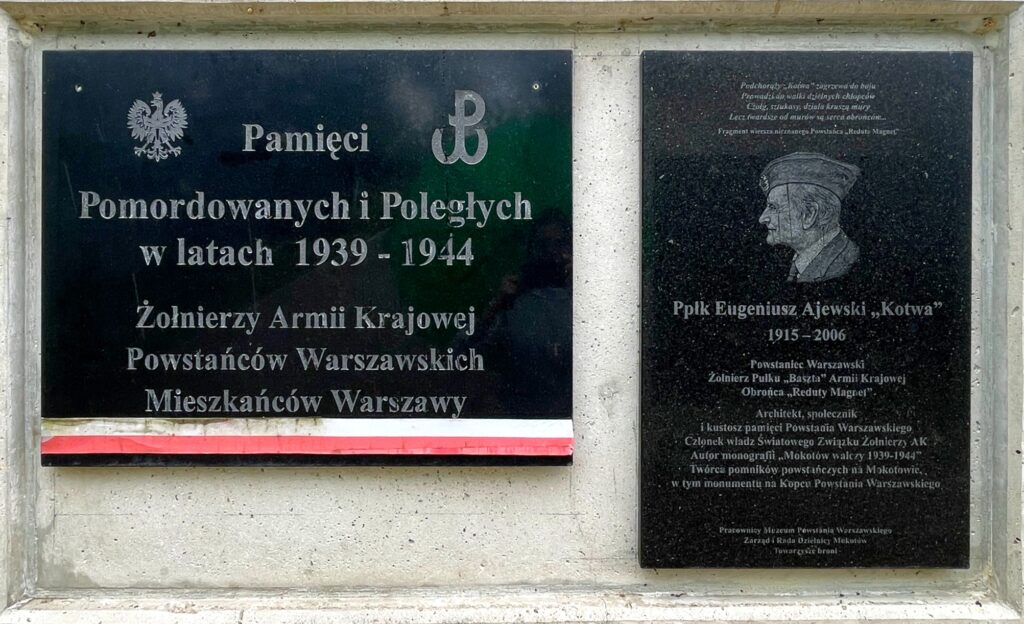 Pamięci
Pomordowanych i Poległych
w latach 1939 - 1944
Żołnierzy Armii Krajowej
Powstańców Warszawskich
Mieszkańców Warszawy
Podchorąży „Kotwa” zagrzewa do boju
Prowadzi do walki dzielnych chłopców
Czołg, sztukasy, działa kruszą mury
Lecz twardsze od murów są serca obrońców...
Fragment wiersza nieznanego Powstańca „Reduty Magnet”
Ppłk Eugeniusz Ajewski „Kotwa”
1915 – 2006
Powstaniec Warszawski
Żołnierz Pułku „Baszta” Armii Krajowej
Obrońca „Reduty Magnet”
Architekt, społecznik
i kustosz pamięci Powstania Warszawskiego
Członek władz Światowego Związku Żołnierzy AK
Autor monografii „Mokotów walczy 1939-1944”
Twórca pomników powstańczych na Mokotowie,
w tym monumentu na Kopcu Powstania Warszawskiego
Pracownicy Muzeum Powstania Warszawskiego
Zarząd i Rada Dzielnicy Mokotów
Towarzysze broni